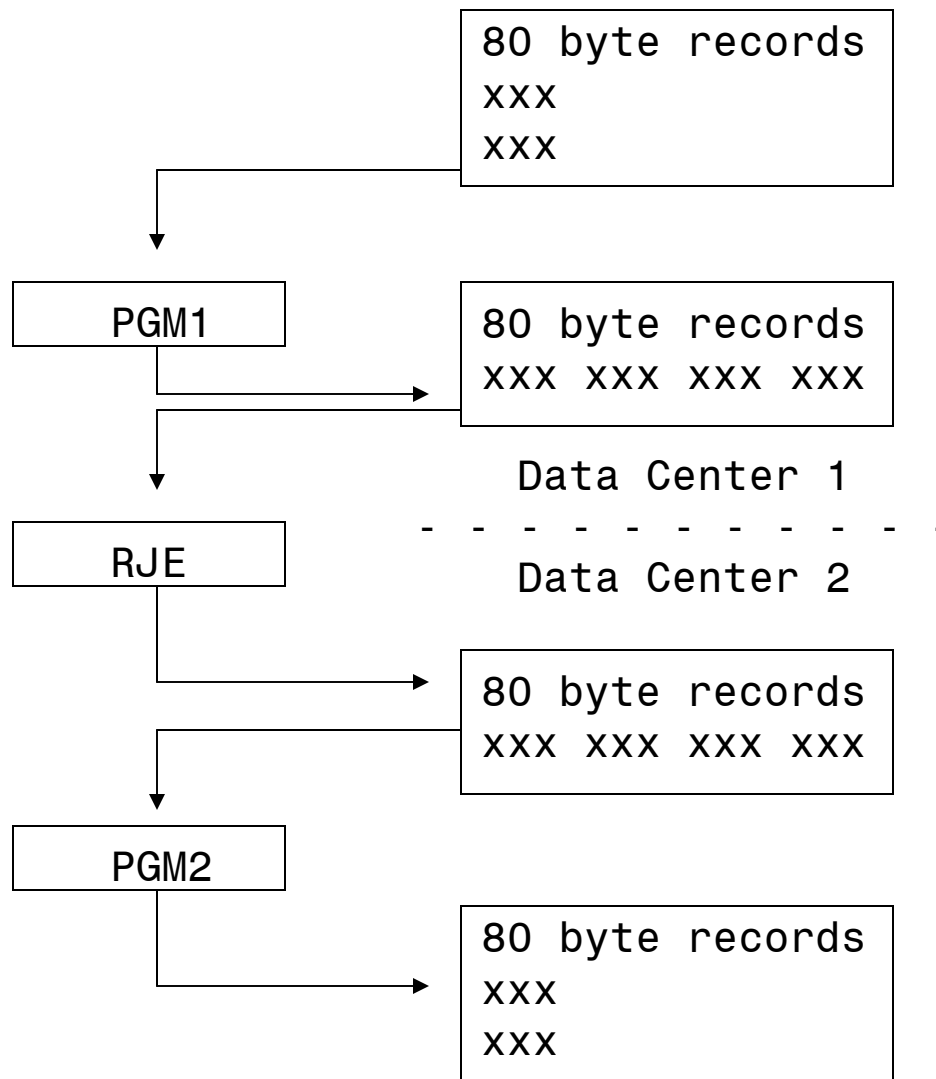 80 byte records
xxx
xxx
PGM1
80 byte records
xxx xxx xxx xxx
Data Center 1
- - - - - - - - - - -
RJE
Data Center 2
80 byte records
xxx xxx xxx xxx
PGM2
80 byte records
xxx
xxx